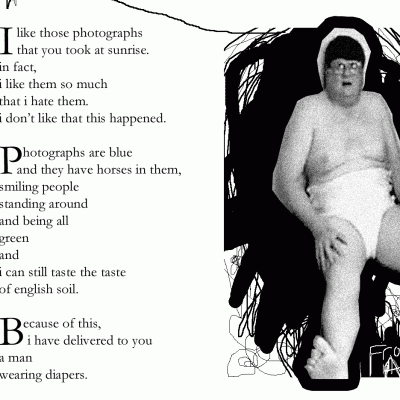 I like those photographs
that you took at sunrise.
in fact,
i like them so much
that i hate them.
i don't like that this happened.
Photographs are blue
and they have horses in them,
smiling people
standing around
and being all
green
and
i can still taste the taste
of english soil.
Because of this,
i have delivered to you
a man
wearing diapers.